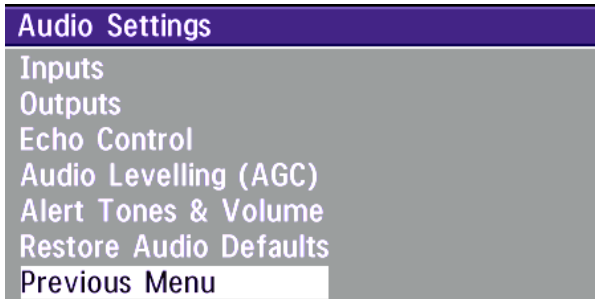 Audio Settings
Inputs
Outputs
Echo Control
Audio Levelling (AGC)
Alert Tones & Volume
Restore Audio Defaults
Previous Menu